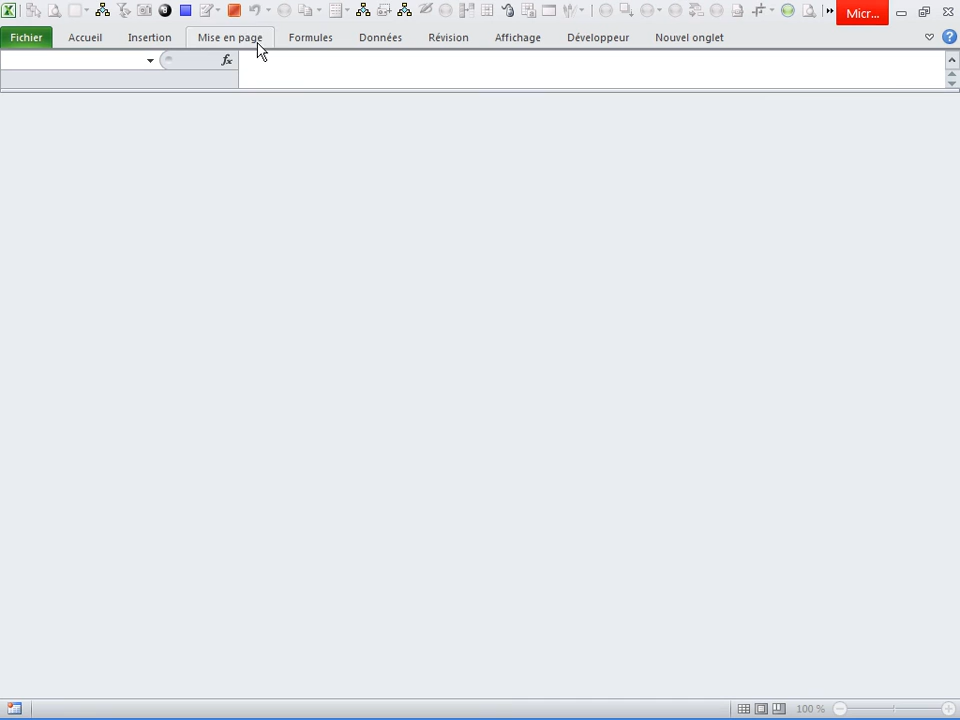 Micr...
Fichier Accueil Insertion Mise en page Formules Données Révision Affichage Développeur Nouvel onglet
fx
100 %